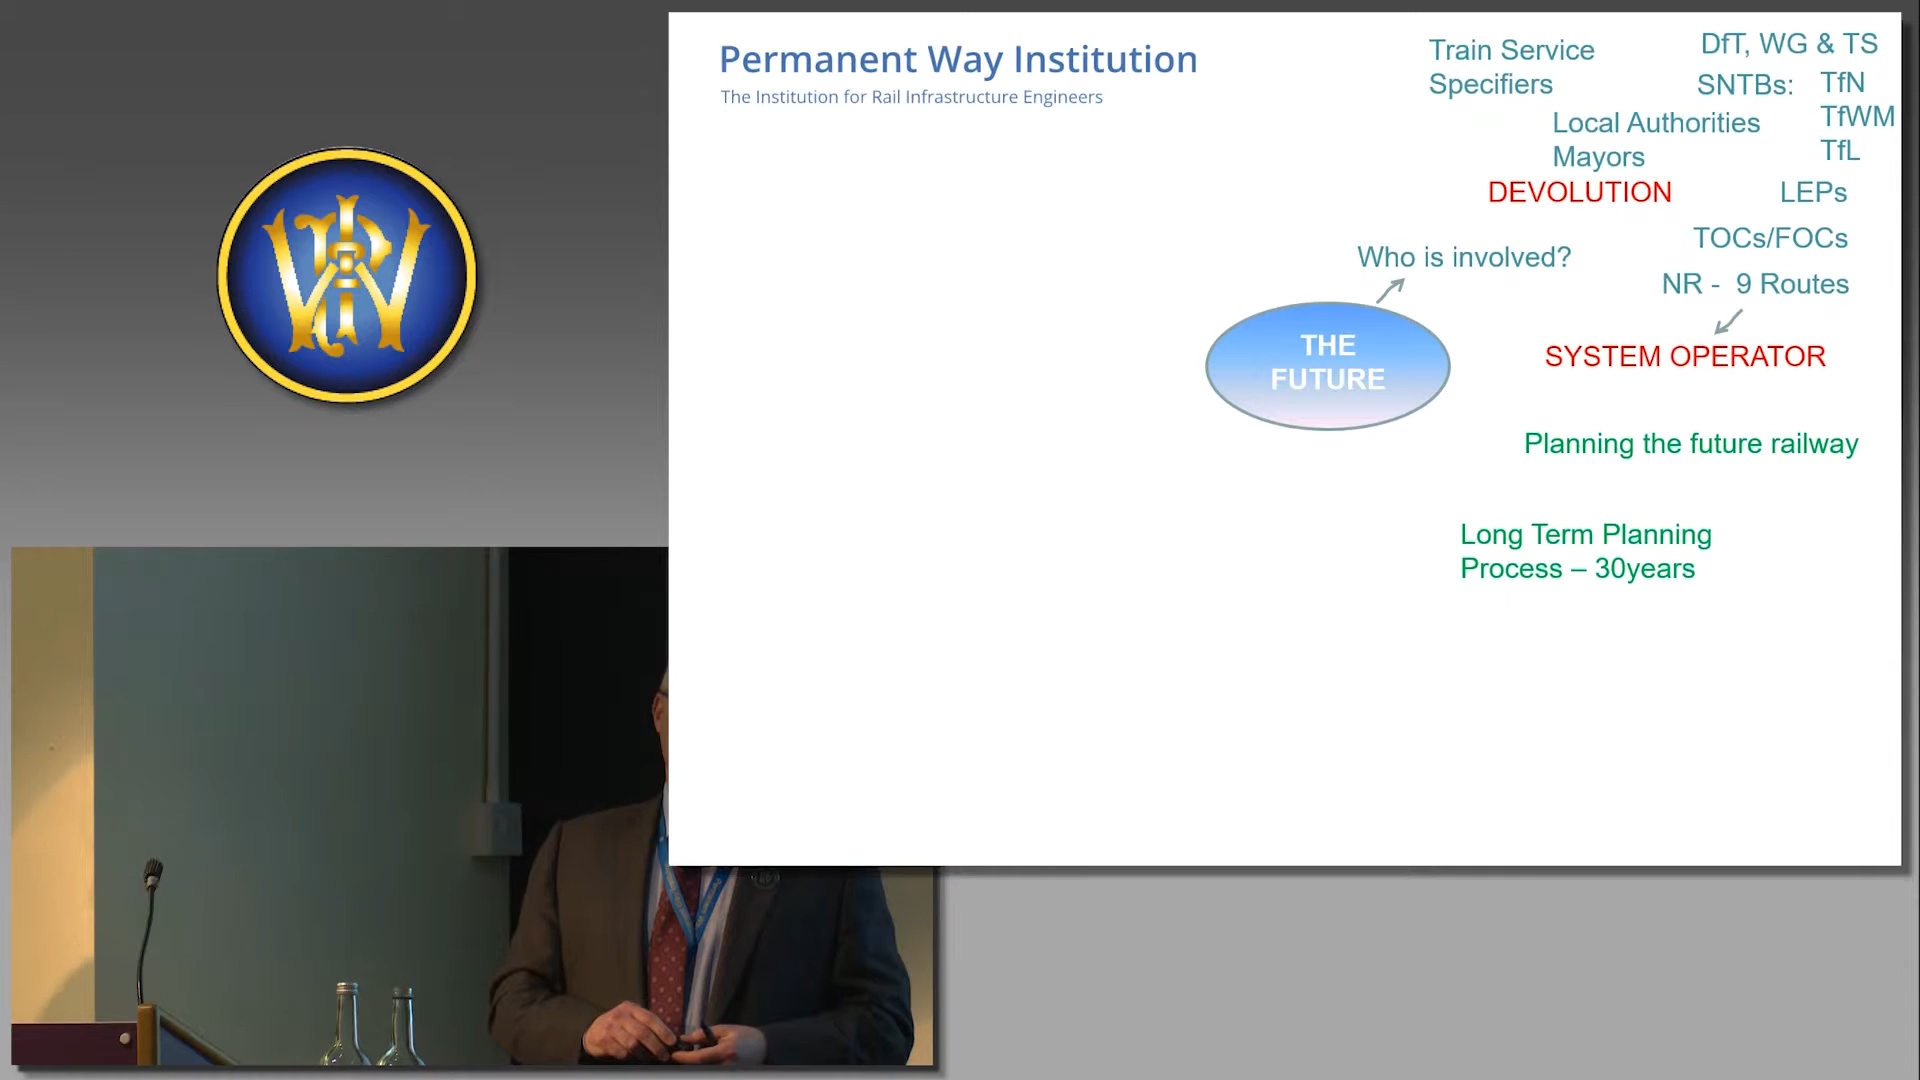 Permanent Way Institution
The Institution for Rail Infrastructure Engineers
Train Service
Specifiers
DfT, WG & TS
SNTBs:
TfN
TfWM
TfL
Local Authorities
Mayors
DEVOLUTION
LEPs
TOCs/FOCs
Who is involved?
NR - 9 Routes
THE
FUTURE
SYSTEM OPERATOR
Planning the future railway
Long Term Planning
Process – 30years